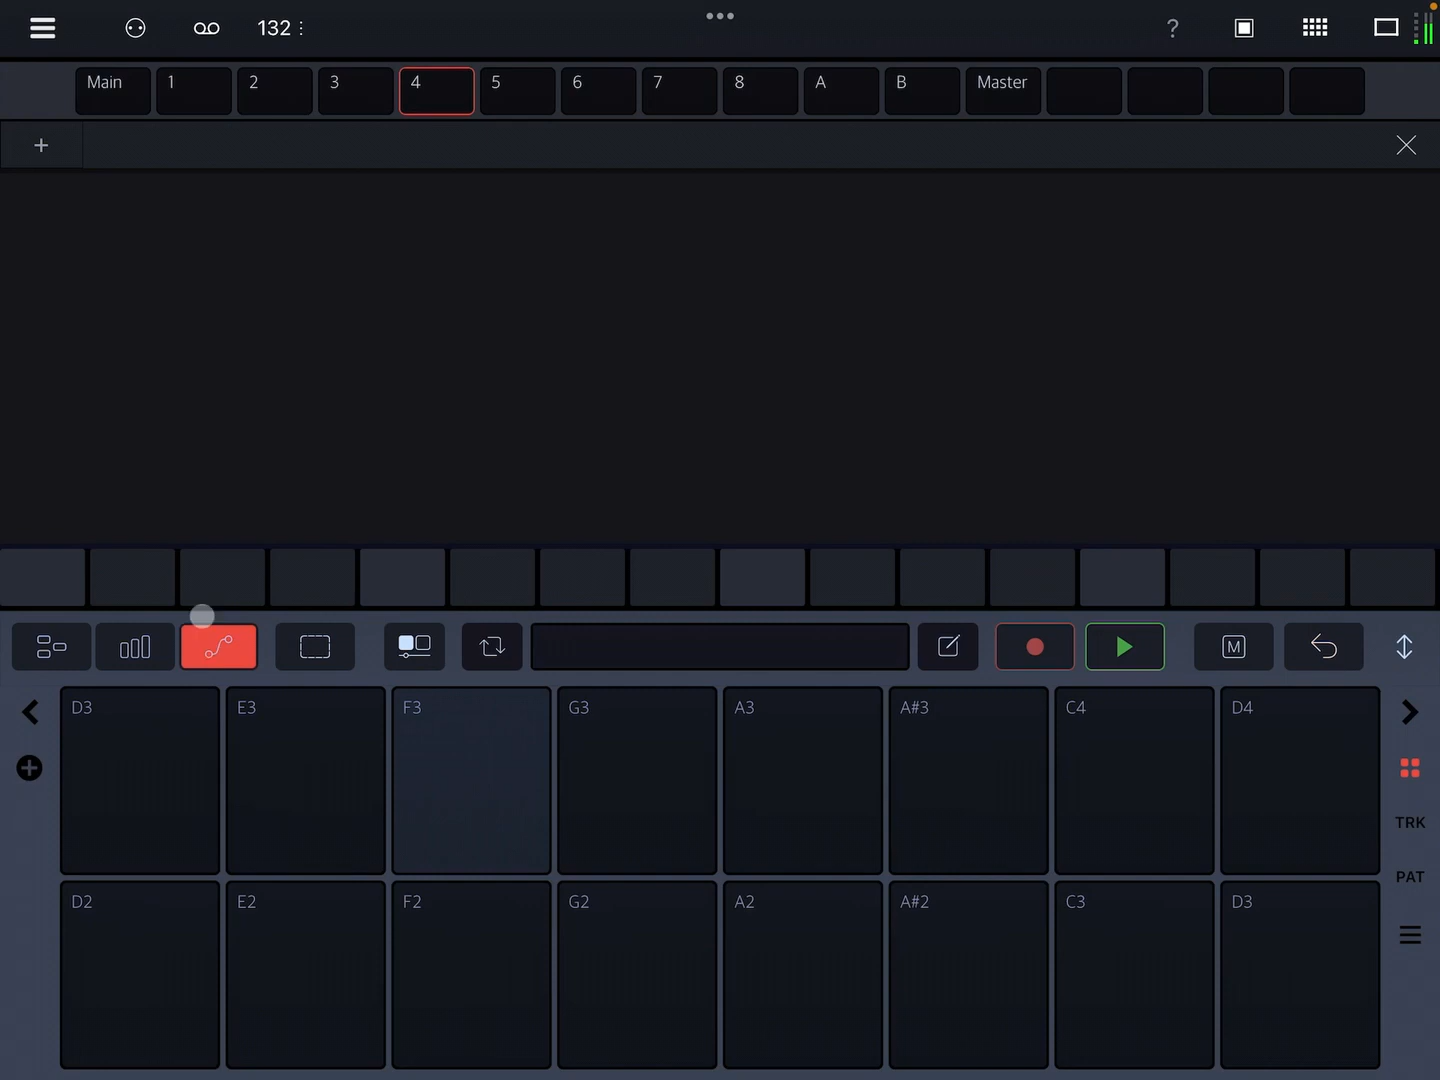 132
?
Main 1 2 3 4 5 6 7 8 A B Master
+
M
D3 E3 F3 G3 A3 A#3 C4 D4
TRK
PAT
D2 E2 F2 G2 A2 A#2 C3 D3